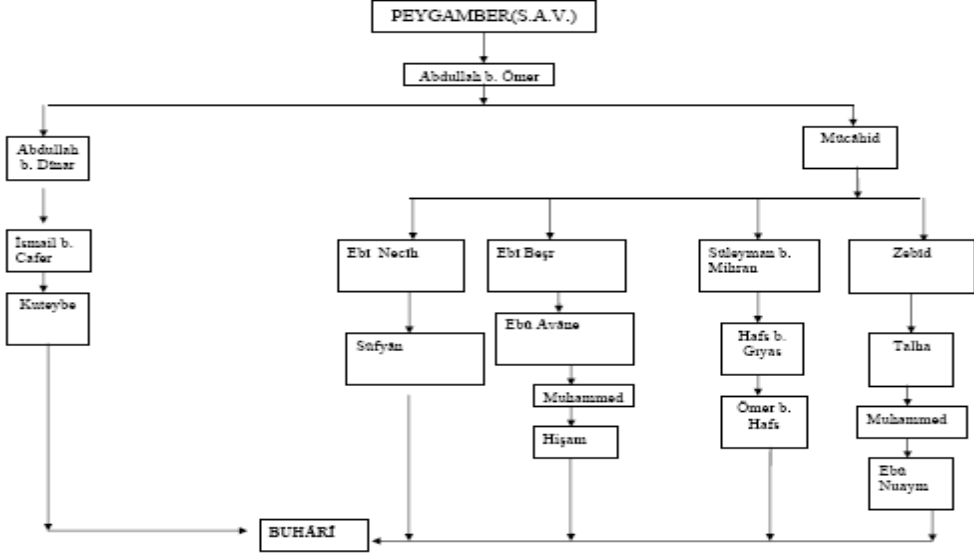 PEYGAMBER(S.A.V.)
Abdullah b. Ömer
Abdullah
b. Dînar
Mücâhid
İsmail b.
Cafer
Ebî Necîh
Ebî Beşr
Süleyman b.
Mihran
Zebîd
Kuteybe
Süfyân
Ebû Avâne
Hafs b.
Gıyas
Talha
Muhammed
Ömer b.
Hafs
Muhammed
Hişam
Ebû
Nuaym
BUHÂRÎ